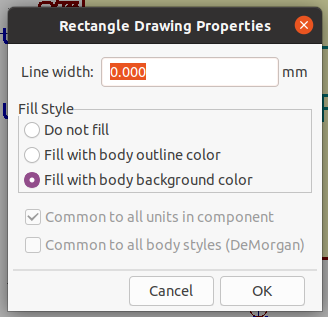 Rectangle Drawing Properties
Line width: 0.000 mm
Fill Style
Do not fill
Fill with body outline color
Fill with body background color
Common to all units in component
Common to all body styles (DeMorgan)
Cancel OK